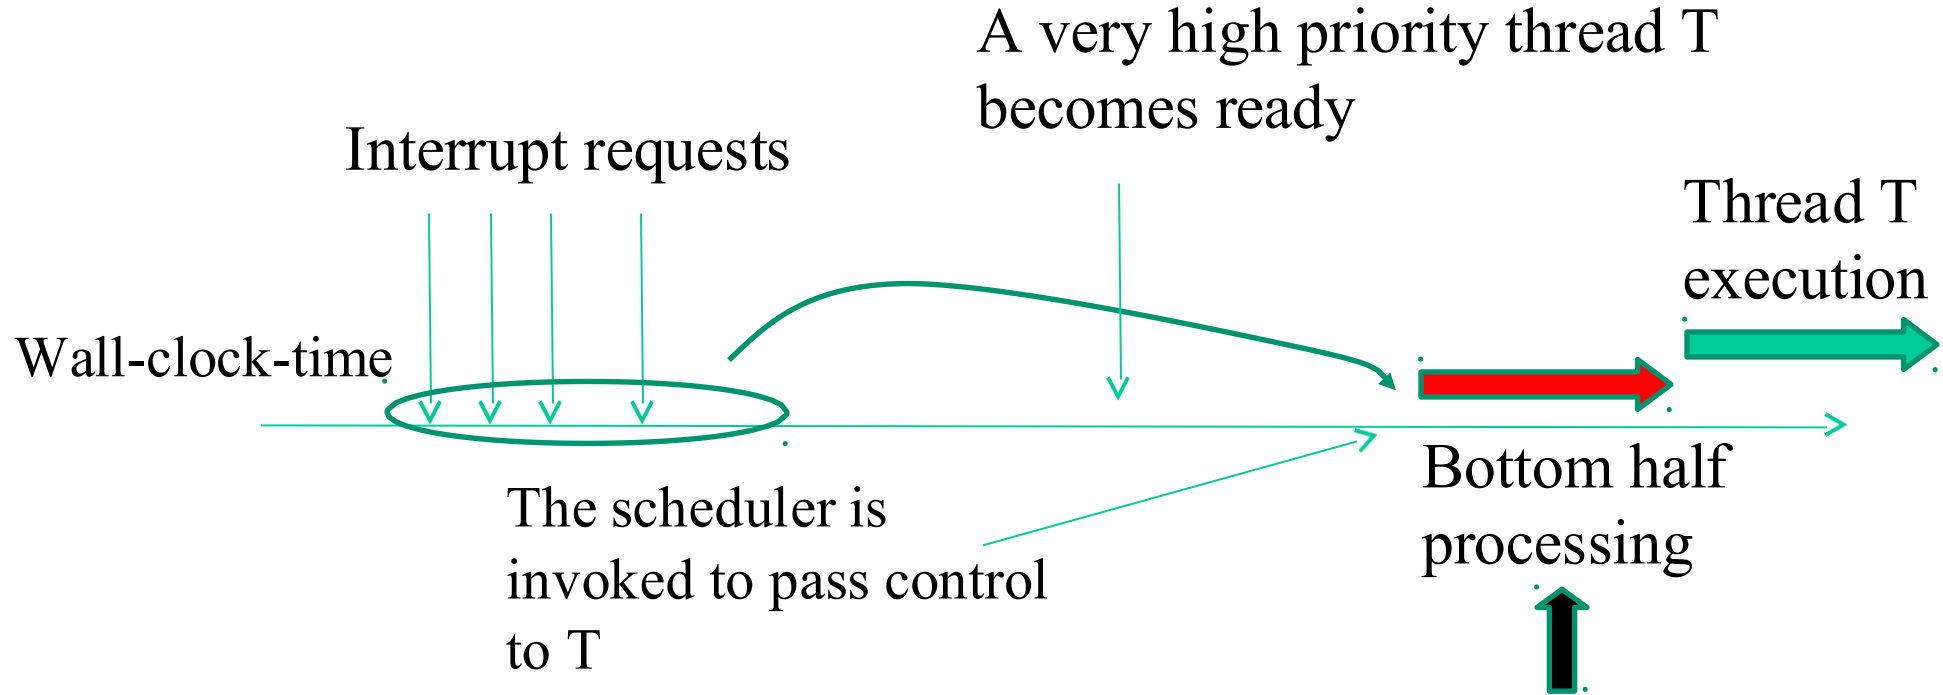 A very high priority thread T
becomes ready
Interrupt requests
Thread T
execution
Wall-clock-time
Bottom half
processing
The scheduler is
invoked to pass control
to T